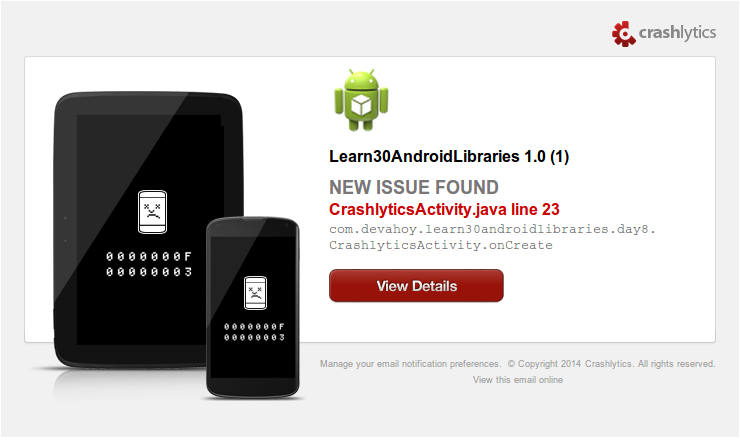 crashlytics
Learn30AndroidLibraries 1.0 (1)
NEW ISSUE FOUND
CrashlyticsActivity.java line 23
com.devahoy.learn30androidlibraries.day8.
CrashlyticsActivity.onCreate
View Details
0000000F
00000003
0000000F
00000003
Manage your email notification preferences. © Copyright 2014 Crashlytics. All rights reserved.
View this email online